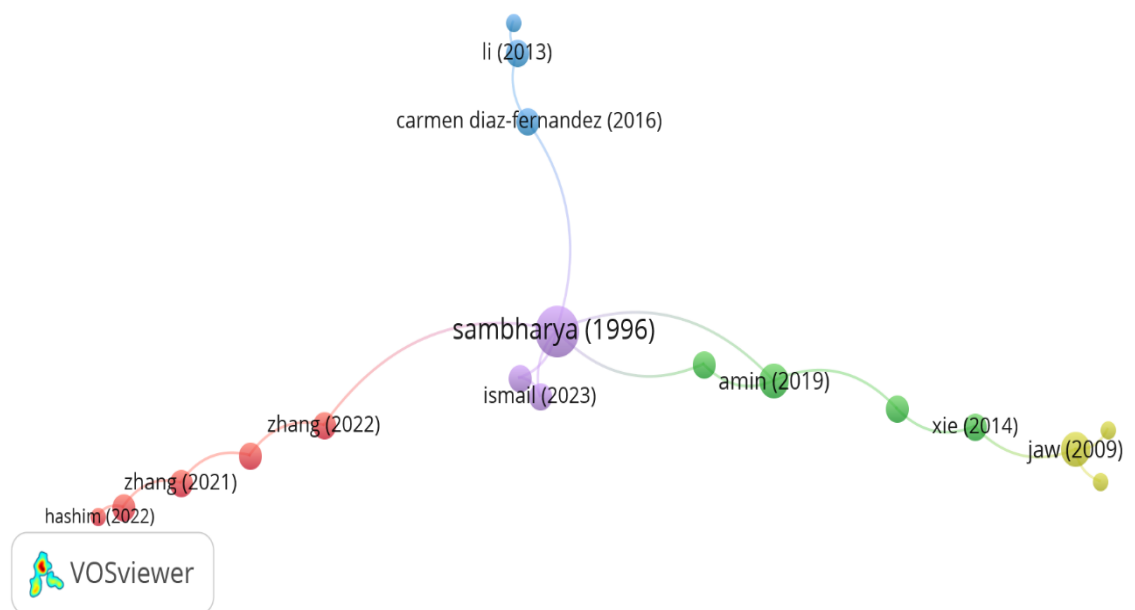 li (2013)
carmen diaz-fernandez (2016)
sambharya (1996)
ismail (2023)
amin (2019)
zhang (2022)
xie (2014)
jaw (2009)
zhang (2021)
hashim (2022)
VOSviewer